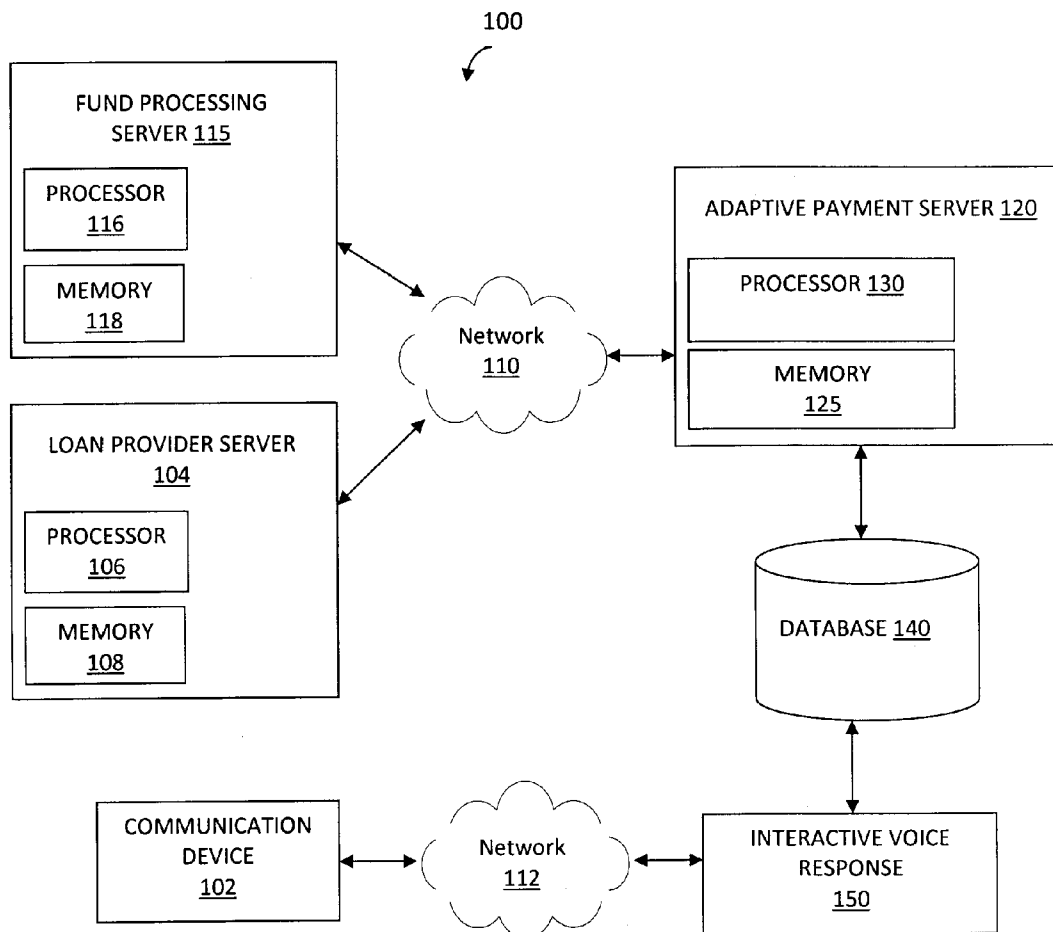 100
FUND PROCESSING
SERVER 115
PROCESSOR
116
MEMORY
118
ADAPTIVE PAYMENT SERVER 120
PROCESSOR 130
MEMORY
125
Network
110
LOAN PROVIDER SERVER
104
PROCESSOR
106
MEMORY
108
DATABASE 140
COMMUNICATION
DEVICE
102
Network
112
INTERACTIVE VOICE
RESPONSE
150